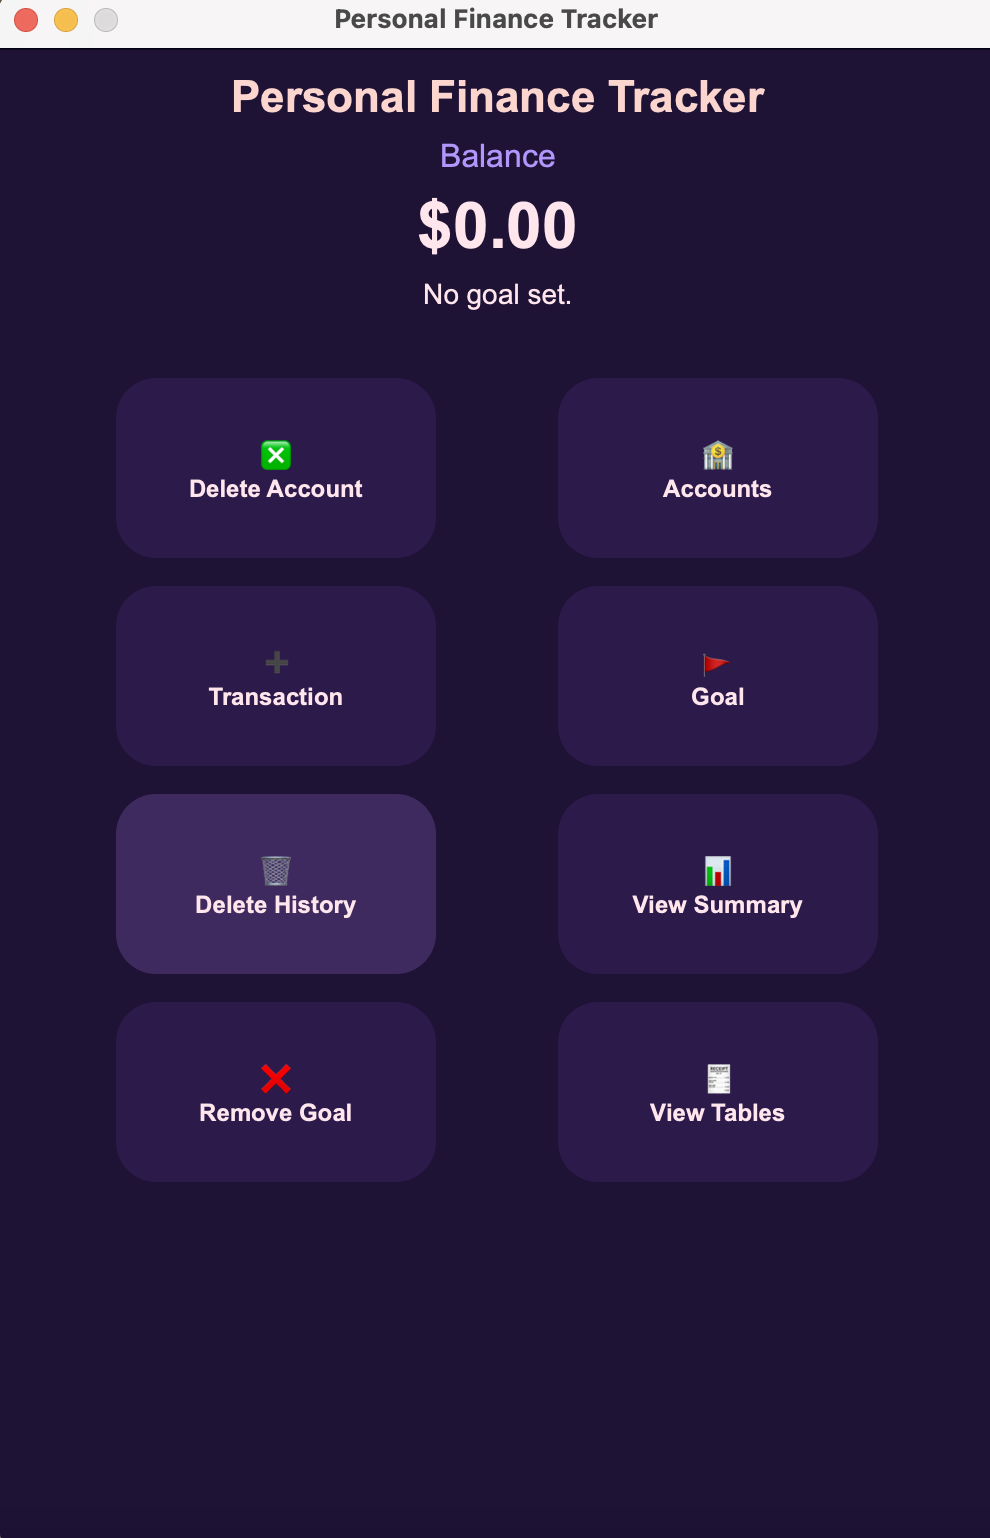 Personal Finance Tracker
Personal Finance Tracker
Balance
$0.00
No goal set.
Delete Account
Accounts
Transaction
Goal
Delete History
View Summary
Remove Goal
RECEIPT
View Tables